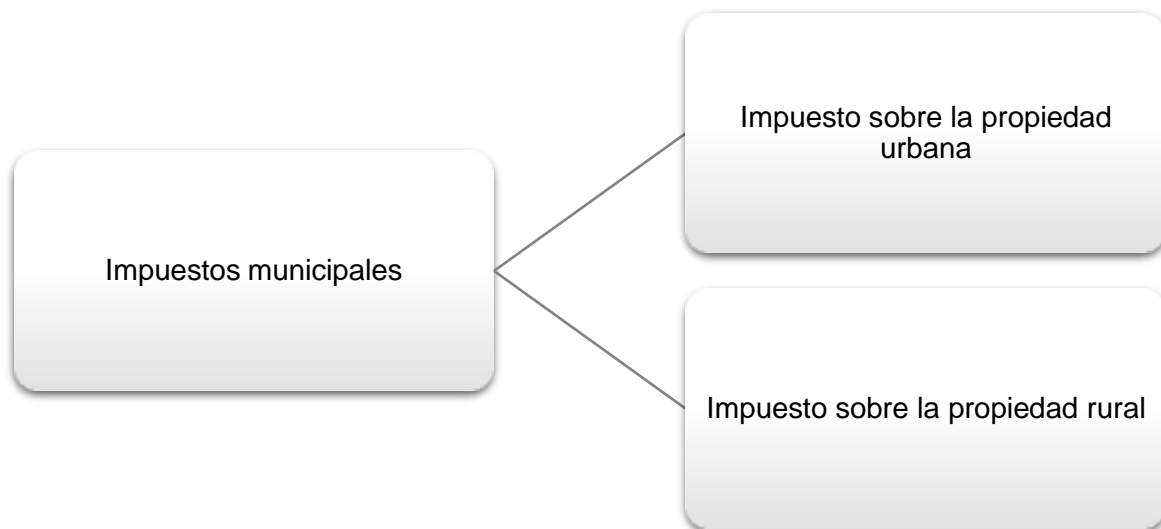 Impuestos municipales
Impuesto sobre la propiedad
urbana
Impuesto sobre la propiedad rural